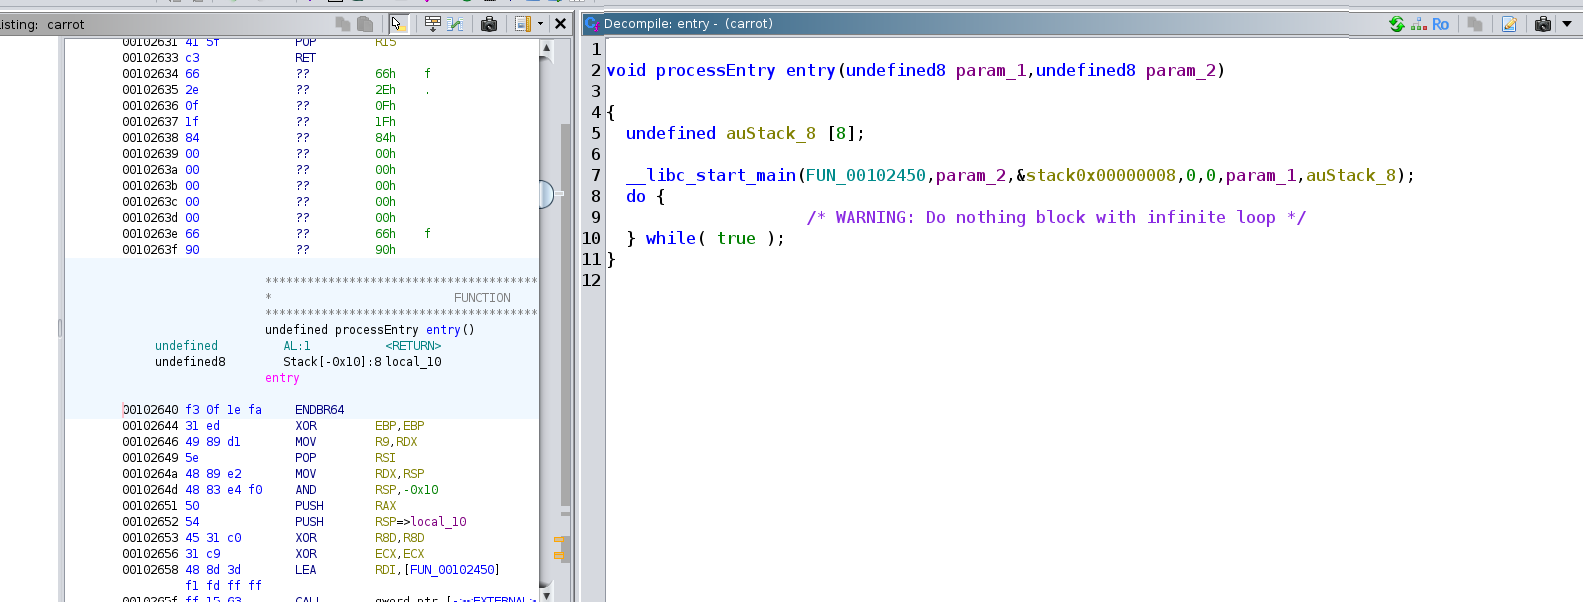 isting: carrot
00102631 41 5f POP R15
00102633 c3 RET
00102634 66 ?? 66h f
00102635 2e ?? 2Eh .
00102636 0f ?? 0Fh
00102637 1f ?? 1Fh
00102638 84 ?? 84h
00102639 00 ?? 00h
0010263a 00 ?? 00h
0010263b 00 ?? 00h
0010263c 00 ?? 00h
0010263d 00 ?? 00h
0010263e 66 ?? 66h f
0010263f 90 ?? 90h
***************************************
* FUNCTION
***************************************
undefined processEntry entry()
undefined AL:1 <RETURN>
undefined8 Stack[-0x10]:8 local_10
entry
00102640 f3 0f 1e fa ENDBR64
00102644 31 ed XOR EBP,EBP
00102646 49 89 d1 MOV R9,RDX
00102649 5e POP RSI
0010264a 48 89 e2 MOV RDX,RSP
0010264d 48 83 e4 f0 AND RSP,-0x10
00102651 50 PUSH RAX
00102652 54 PUSH RSP=>local_10
00102653 45 31 c0 XOR R8D,R8D
00102656 31 c9 XOR ECX,ECX
00102658 48 8d 3d LEA RDI,[FUN_00102450]
f1 fd ff ff
0010265f ff 15 63 CALL qword ptr
Decompile: entry - (carrot)
Ro
1
2 void processEntry entry(undefined8 param_1,undefined8 param_2)
3
4 {
5 undefined auStack_8 [8];
6
7 __libc_start_main(FUN_00102450,param_2,&stack0x00000008,0,0,param_1,auStack_8);
8 do {
9 /* WARNING: Do nothing block with infinite loop */
10 } while( true );
11 }
12